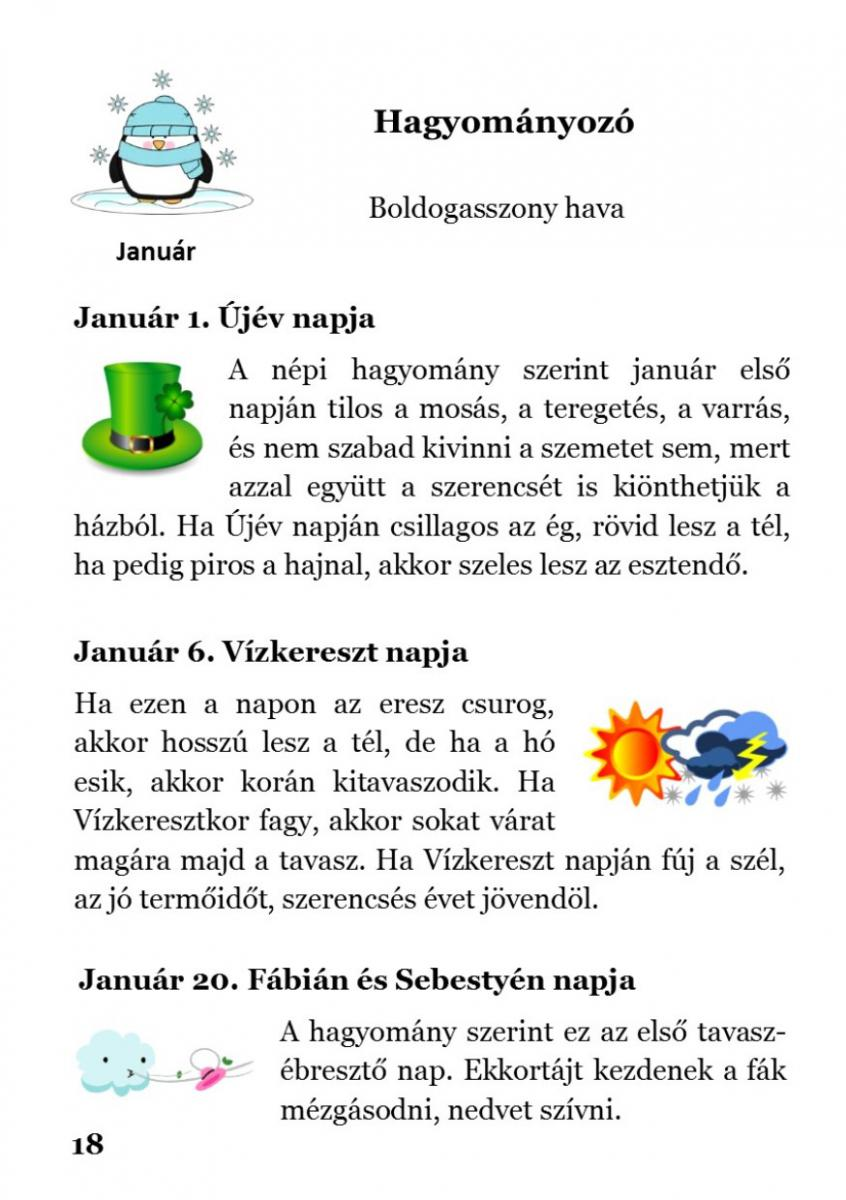 Hagyományozó
Boldogasszony hava
Január
Január 1. Újév napja
A népi hagyomány szerint január első
napján tilos a mosás, a teregetés, a varrás,
és nem szabad kivinni a szemetet sem, mert
azzal együtt a szerencsét is kiönthetjük a
házból. Ha Újév napján csillagos az ég, rövid lesz a tél,
ha pedig piros a hajnal, akkor szeles lesz az esztendő.
Január 6. Vízkereszt napja
Ha ezen a napon az eresz csurog,
akkor hosszú lesz a tél, de ha a hó
esik, akkor korán kitavaszodik. Ha
Vízkeresztkor fagy, akkor sokat várat
magára majd a tavasz. Ha Vízkereszt napján fúj a szél,
az jó termőidőt, szerencsés évet jövendöl.
Január 20. Fábián és Sebestyén napja
A hagyomány szerint ez az első tavasz-
ébresztő nap. Ekkortájt kezdenek a fák
mézgásodni, nedvet szívni.
18